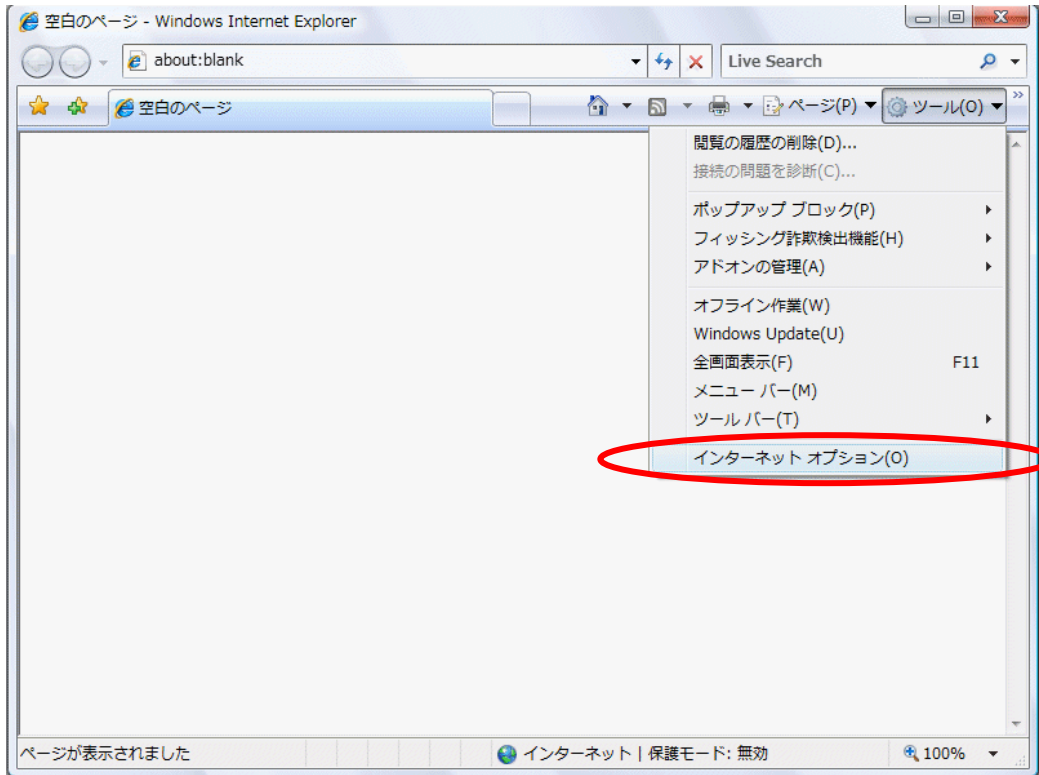 空白のページ - Windows Internet Explorer
about:blank
Live Search
空白のページ
ページ(P)
ツール(O)
閲覧の履歴の削除(D)...
接続の問題を診断(C)...
ポップアップ ブロック(P)
フィッシング詐欺検出機能(H)
アドオンの管理(A)
オフライン作業(W)
Windows Update(U)
全画面表示(F) F11
メニュー バー(M)
ツール バー(T)
インターネット オプション(O)
ページが表示されました
インターネット | 保護モード: 無効
100%